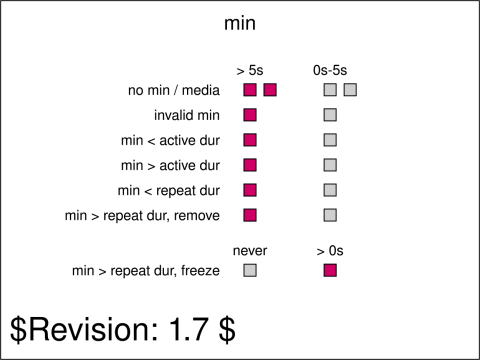 min
> 5s 0s-5s
no min / media
invalid min
min < active dur
min > active dur
min < repeat dur
min > repeat dur, remove
never > 0s
min > repeat dur, freeze
$Revision: 1.7 $